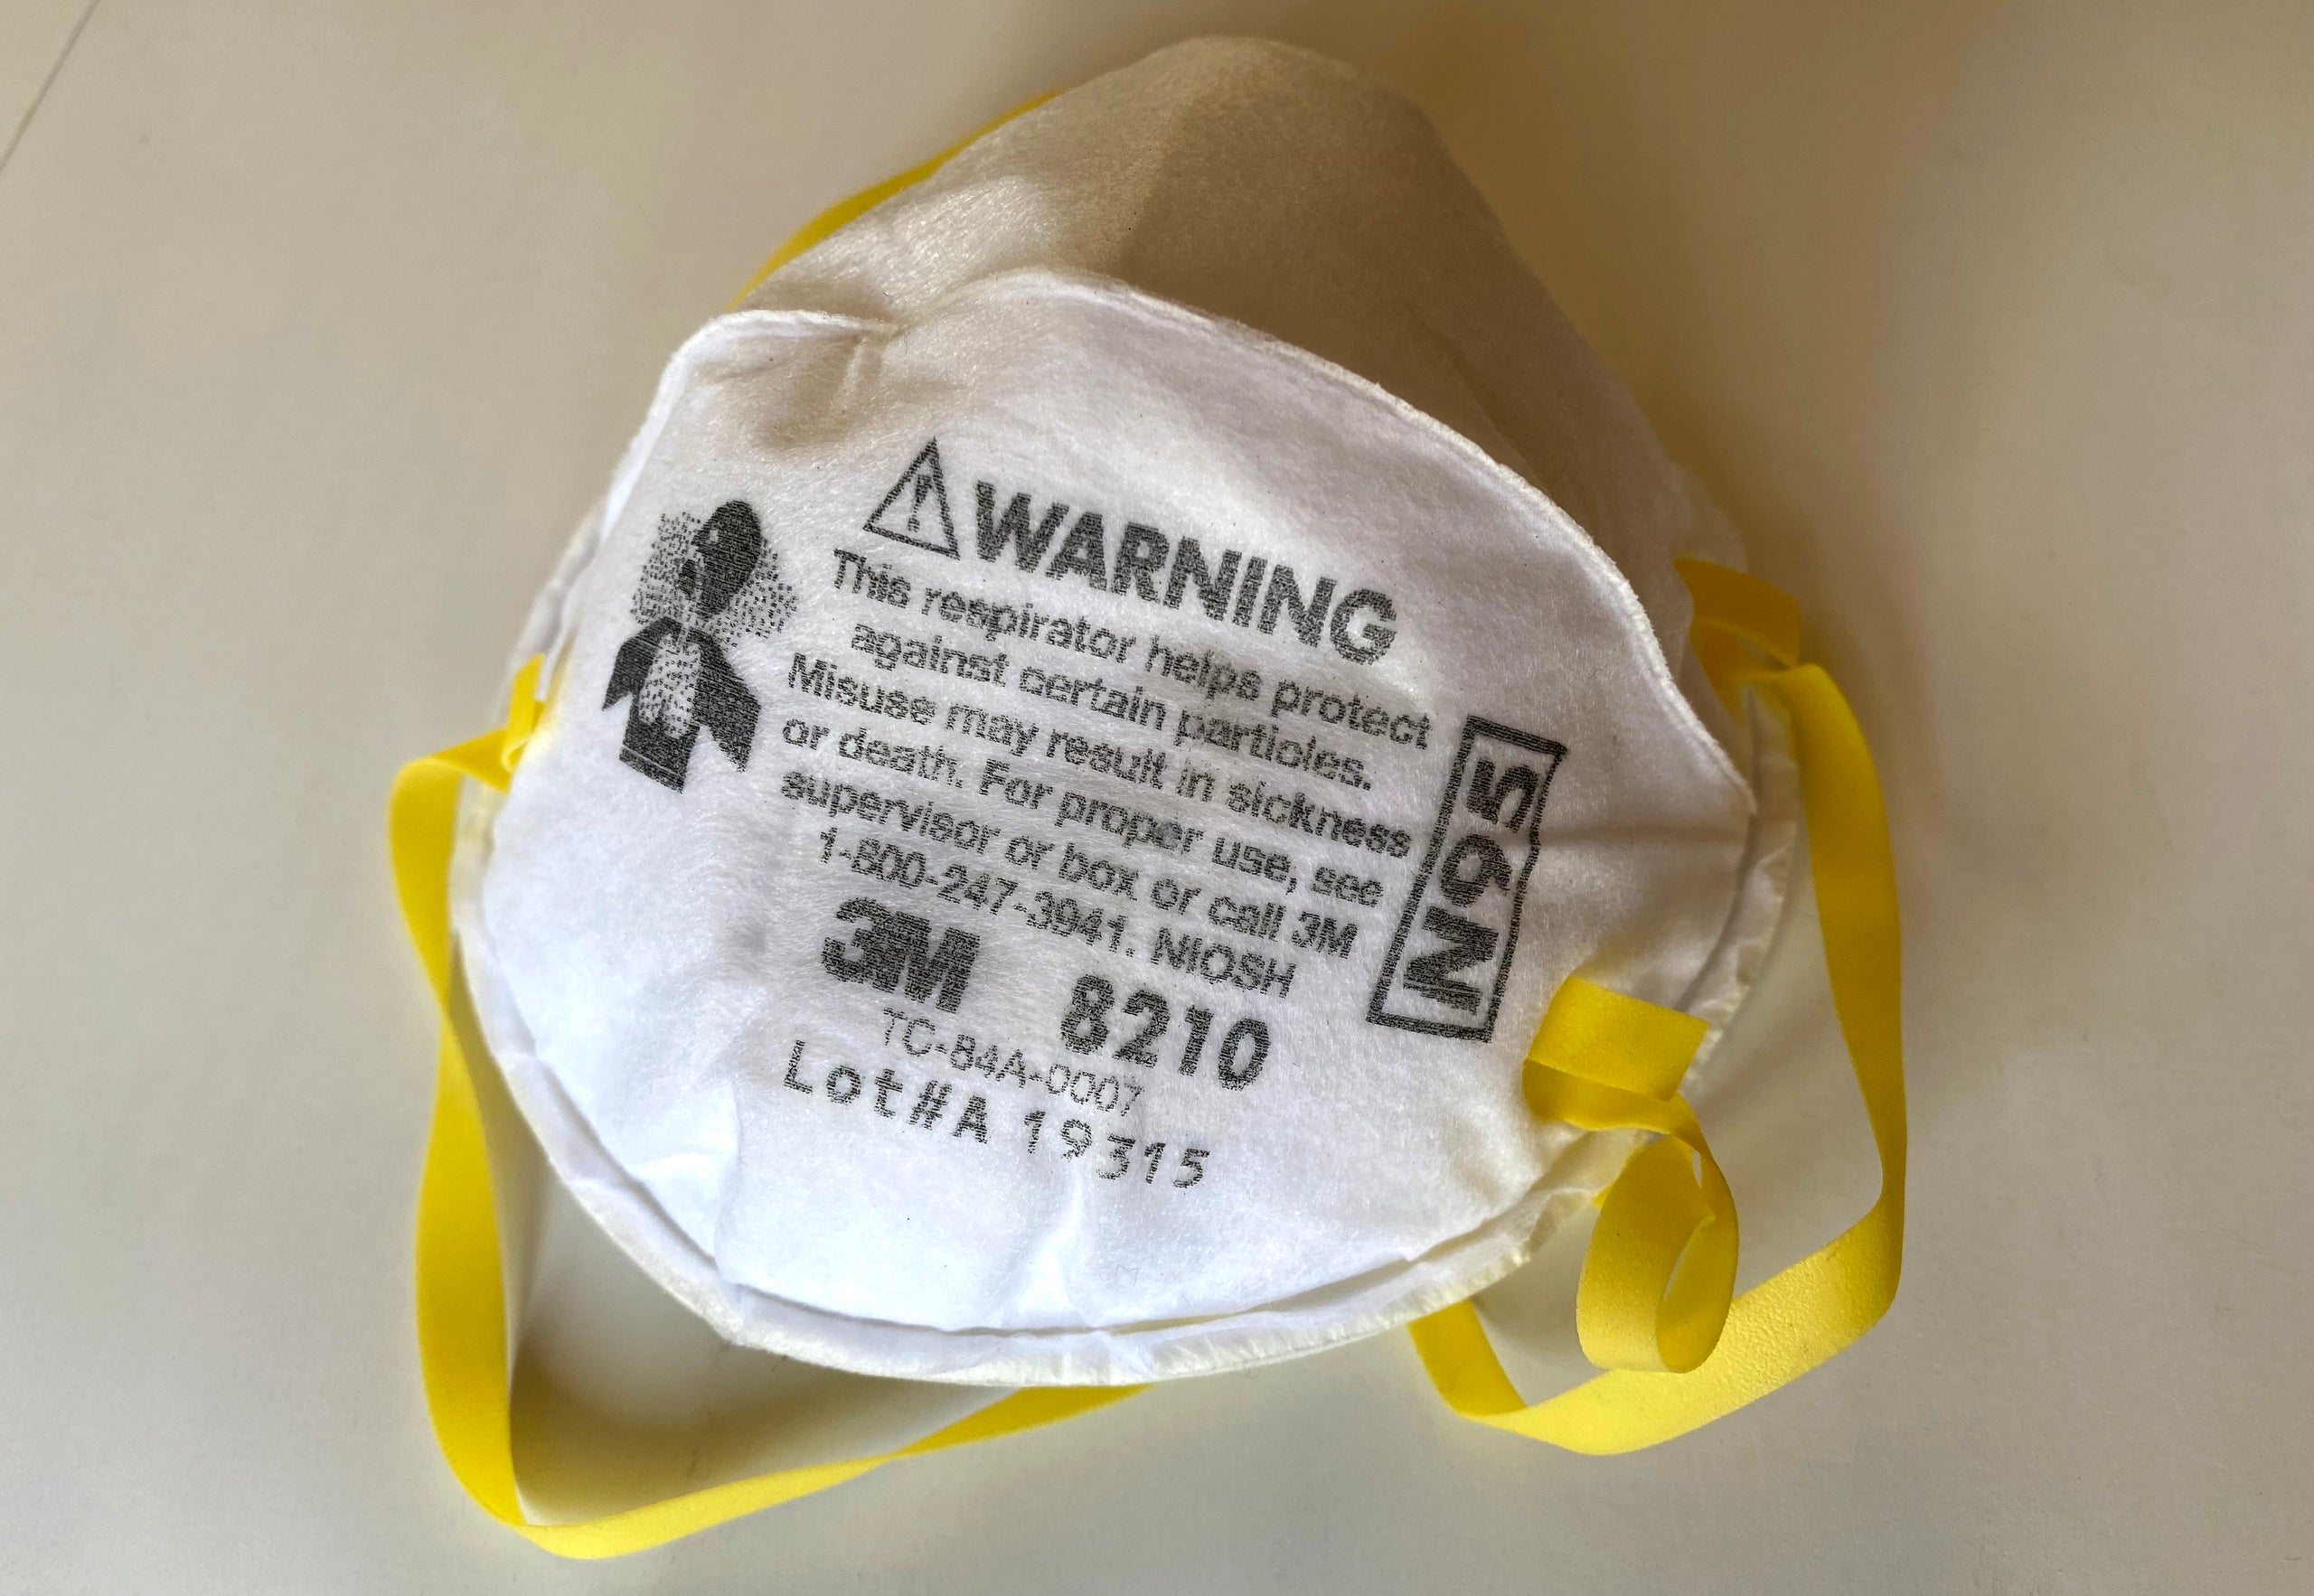 WARNING
This respirator helps protect
against certain particles.
Misuse may result in sickness
or death. For proper use, see
supervisor or box or call 3M
1-800-247-3941. NIOSH
N95
3M 8210
TC-84A-0007
Lot#A 19315